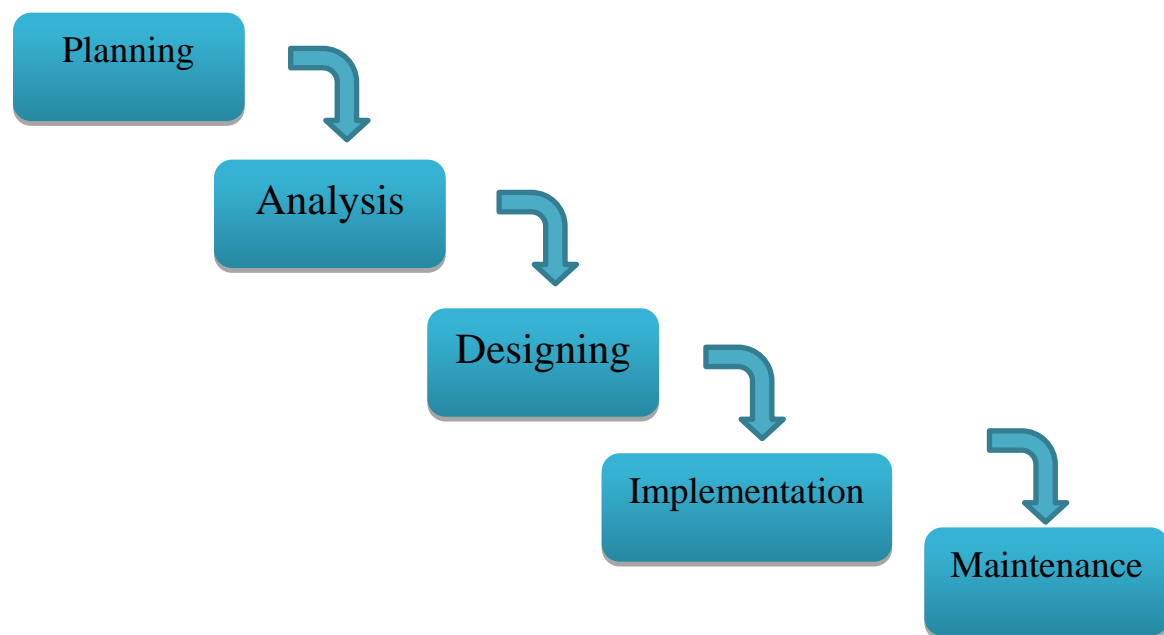 Planning
Analysis
Designing
Implementation
Maintenance